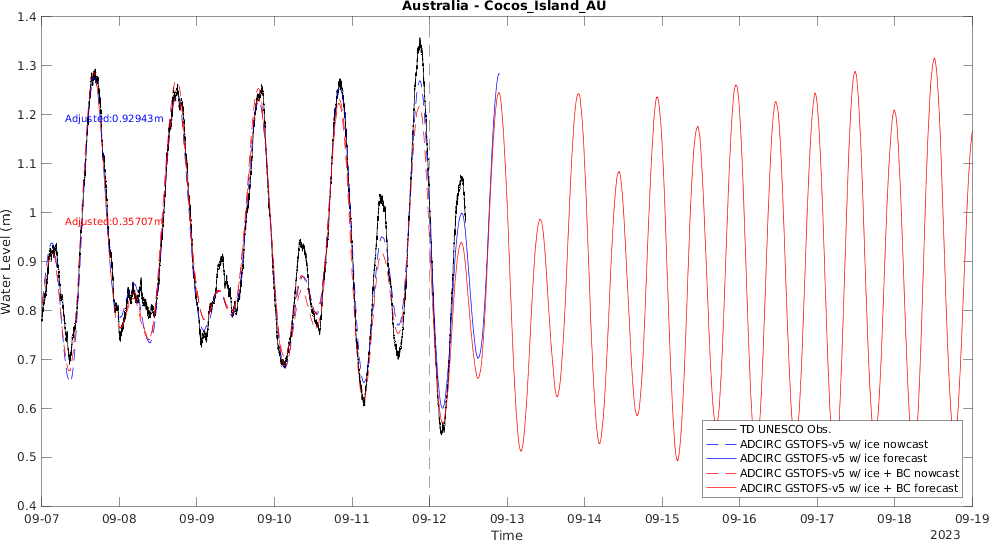 Australia - Cocos_Island_AU
1.4
1.3
1.2
1.1
1
0.9
0.8
0.7
0.6
0.5
0.4
Water Level (m)
Adjusted:0.92943m
Adjusted:0.35707m
TD UNESCO Obs.
ADCIRC GSTOFS-v5 w/ ice nowcast
ADCIRC GSTOFS-v5 w/ ice forecast
ADCIRC GSTOFS-v5 w/ ice + BC nowcast
ADCIRC GSTOFS-v5 w/ ice + BC forecast
09-07 09-08 09-09 09-10 09-11 09-12 09-13 09-14 09-15 09-16 09-17 09-18 09-19
Time
2023